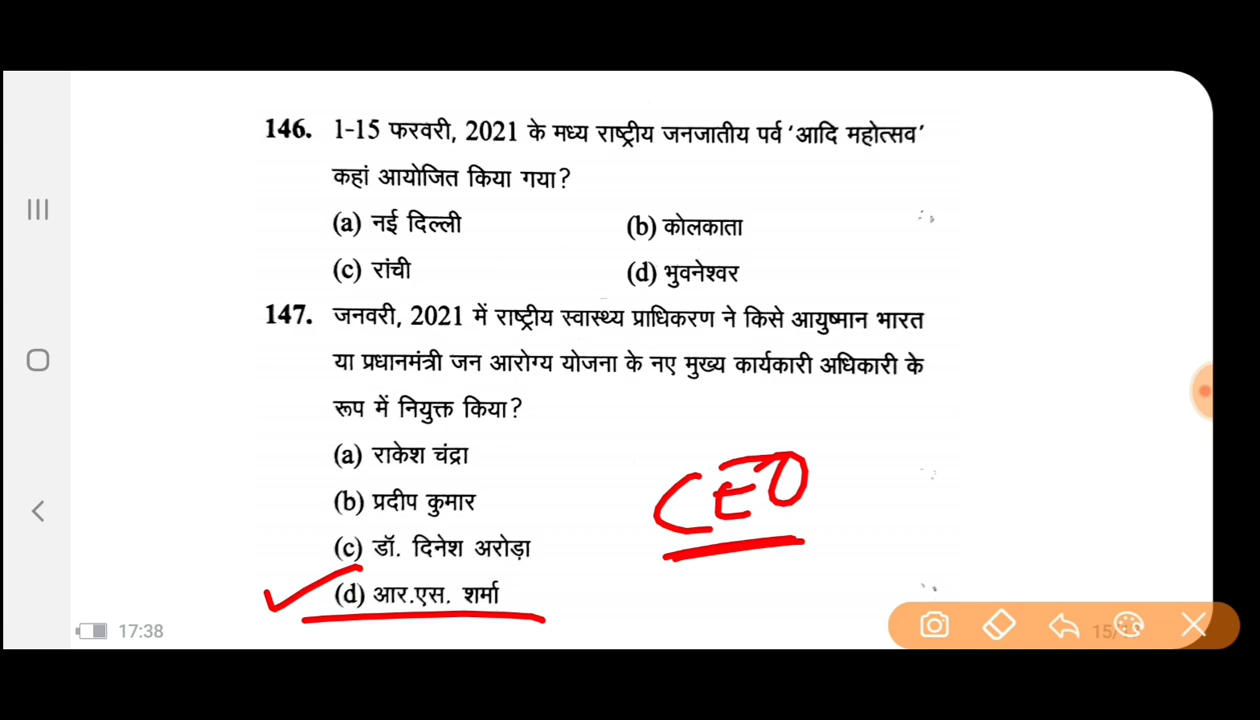 146. 1-15 फरवरी, 2021 के मध्य राष्ट्रीय जनजातीय पर्व ‘आदि महोत्सव’
कहां आयोजित किया गया?
(a) नई दिल्ली (b) कोलकाता
(c) रांची (d) भुवनेश्वर
147. जनवरी, 2021 में राष्ट्रीय स्वास्थ्य प्राधिकरण ने किसे आयुष्मान भारत
या प्रधानमंत्री जन आरोग्य योजना के नए मुख्य कार्यकारी अधिकारी के
रूप में नियुक्त किया?
(a) राकेश चंद्रा
(b) प्रदीप कुमार
CEO
(c) डॉ. दिनेश अरोड़ा
(d) आर.एस. शर्मा
17:38